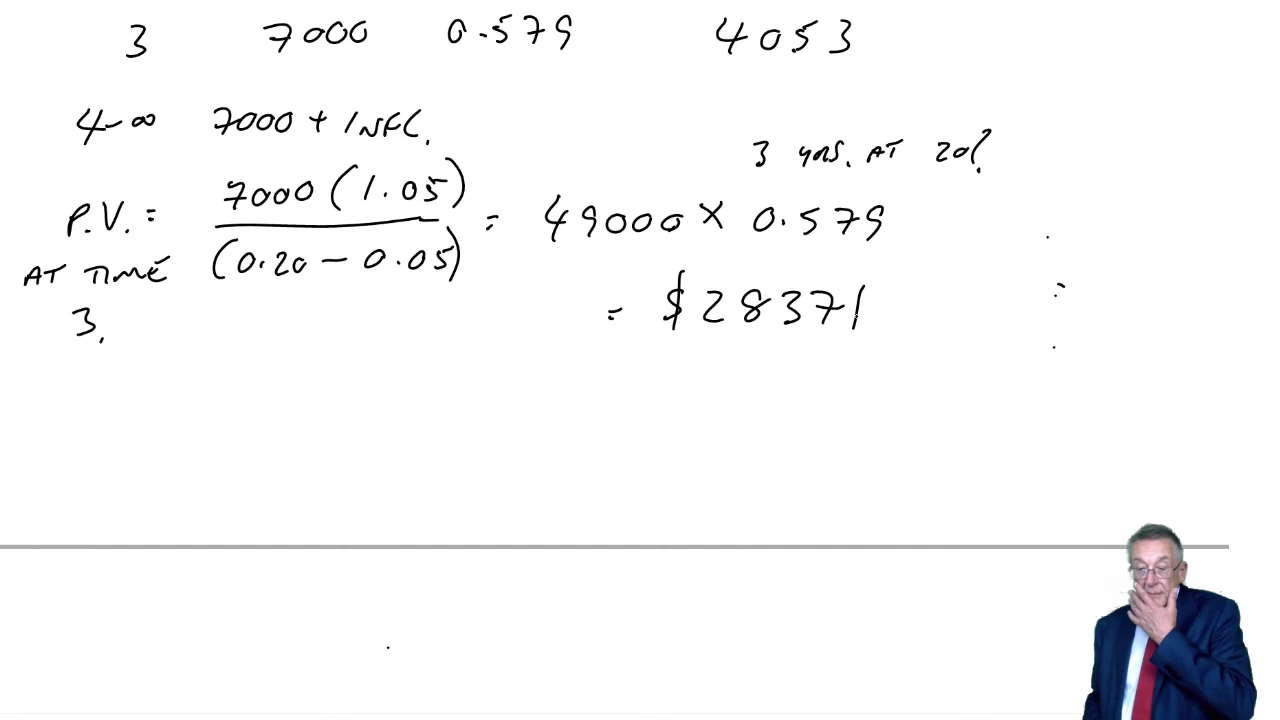 3 7000 0.579 4053
4-∞ 7000 + INFL.
3 YRS. AT 20%
P.V. = 7000 (1.05) = 49000 × 0.579
AT TIME (0.20 - 0.05)
3. = $28371
=